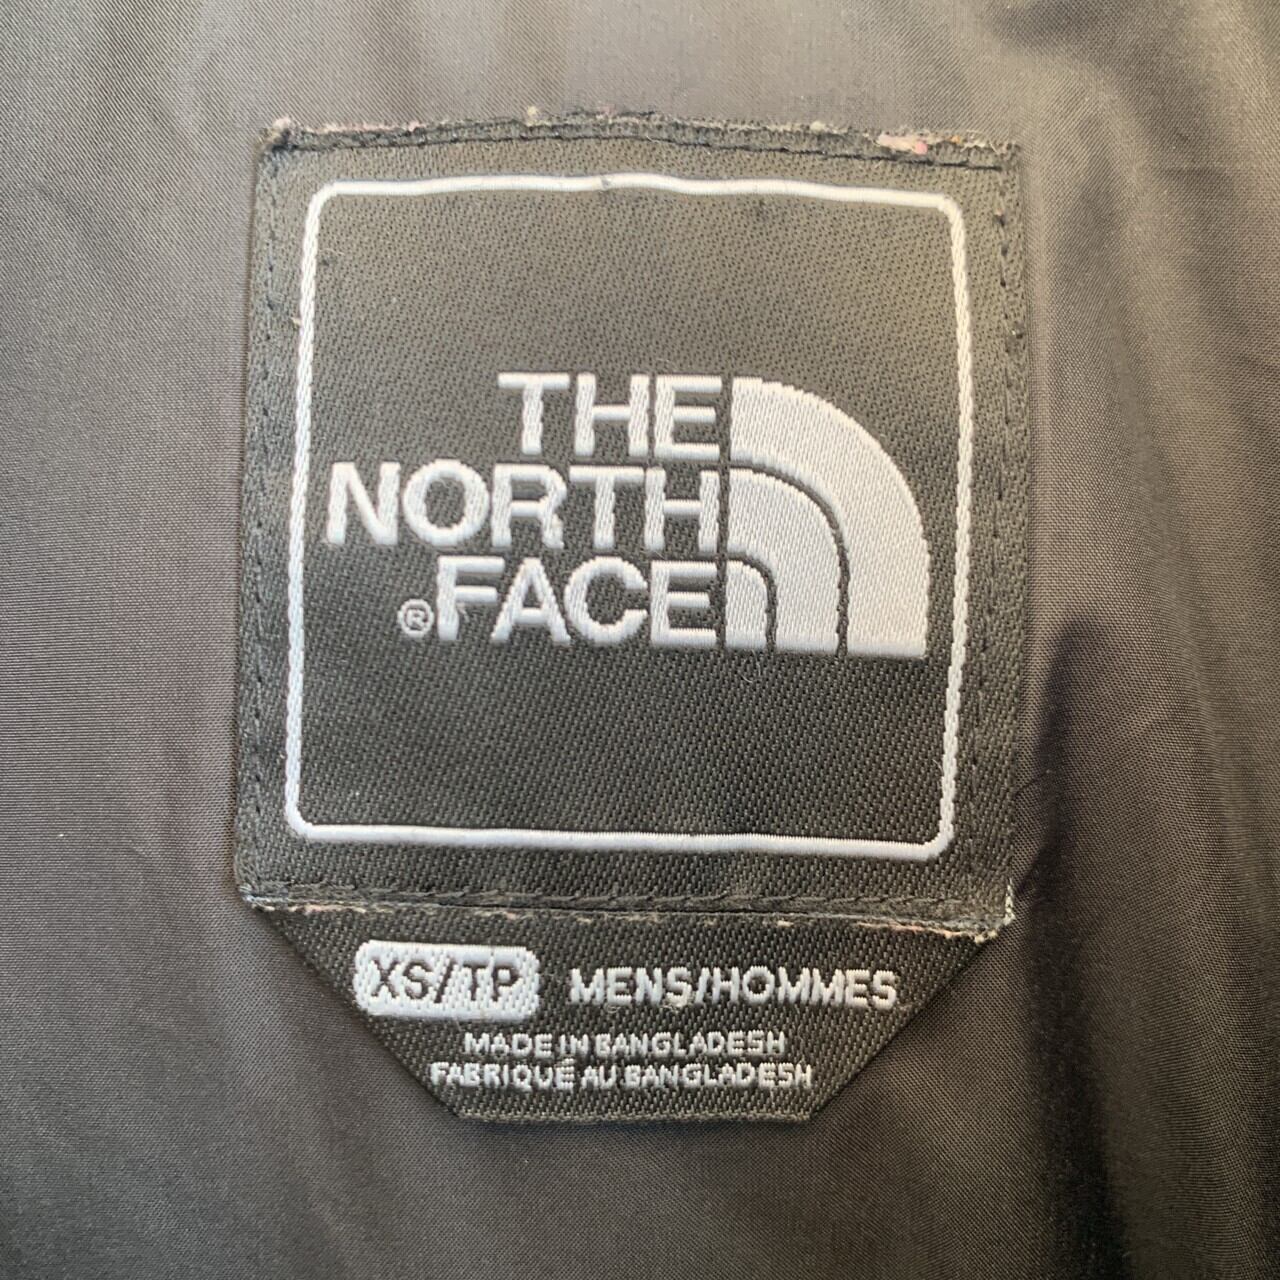 THE
NORTH
®FACE
XS/TP MENS/HOMMES
MADE IN BANGLADESH
FABRIQUÉ AU BANGLADESH